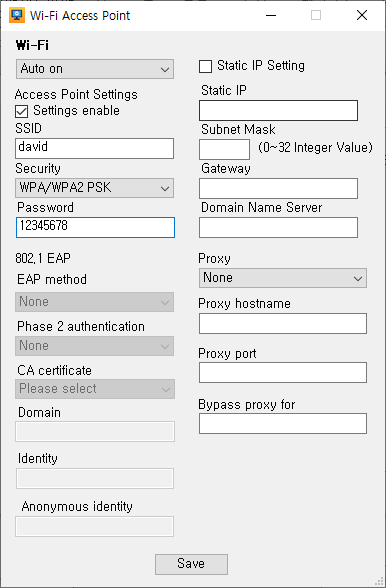 Wi-Fi Access Point
Wi-Fi
Auto on
Access Point Settings
Settings enable
SSID
david
Security
WPA/WPA2 PSK
Password
12345678
802.1 EAP
EAP method
None
Phase 2 authentication
None
CA certificate
Please select
Domain
Identity
Anonymous identity
Static IP Setting
Static IP
Subnet Mask
(0~32 Integer Value)
Gateway
Domain Name Server
Proxy
None
Proxy hostname
Proxy port
Bypass proxy for
Save